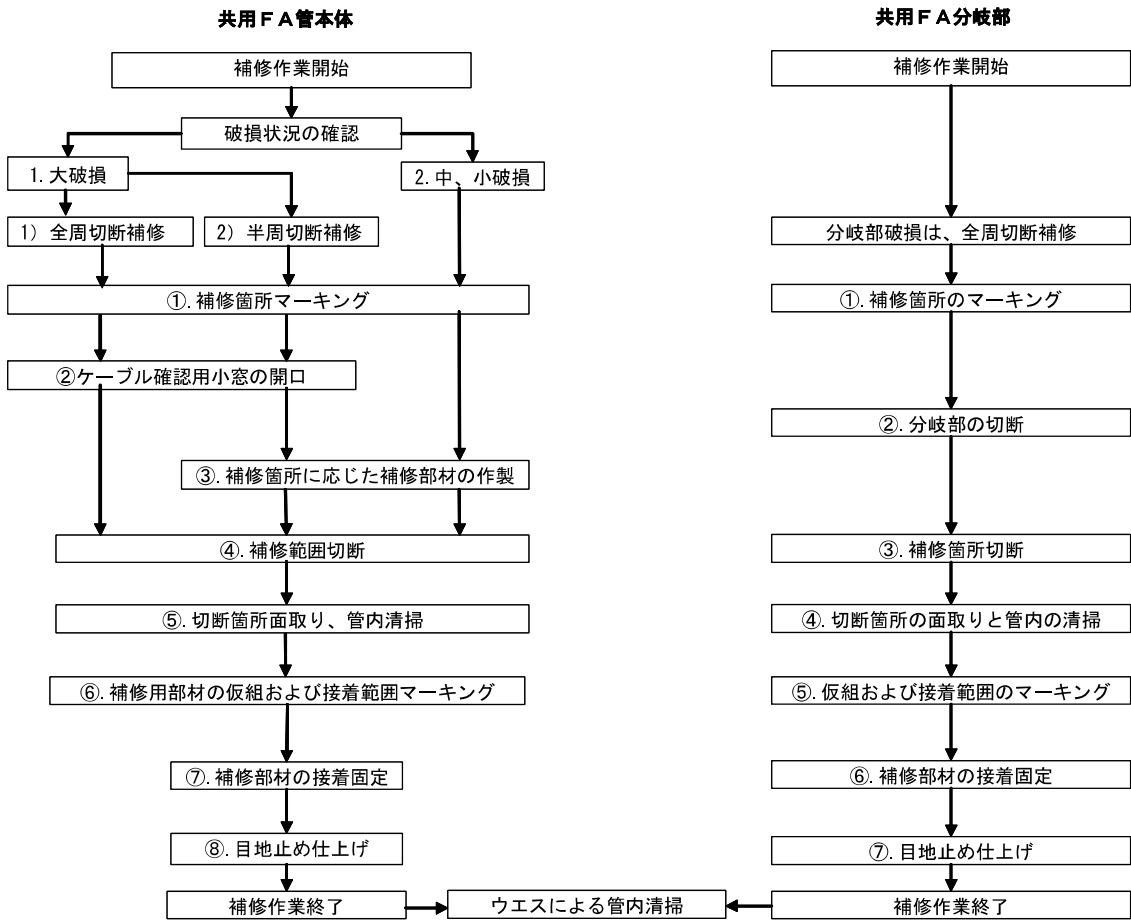 共用ＦＡ管本体
補修作業開始
破損状況の確認
1. 大破損
2. 中、小破損
1) 全周切断補修
2) 半周切断補修
①. 補修箇所マーキング
②ケーブル確認用小窓の開口
③. 補修箇所に応じた補修部材の作製
④. 補修範囲切断
⑤. 切断箇所面取り、管内清掃
⑥. 補修用部材の仮組および接着範囲マーキング
⑦. 補修部材の接着固定
⑧. 目地止め仕上げ
補修作業終了
ウエスによる管内清掃
共用ＦＡ分岐部
補修作業開始
分岐部破損は、全周切断補修
①. 補修箇所のマーキング
②. 分岐部の切断
③. 補修箇所切断
④. 切断箇所の面取りと管内の清掃
⑤. 仮組および接着範囲のマーキング
⑥. 補修部材の接着固定
⑦. 目地止め仕上げ
補修作業終了